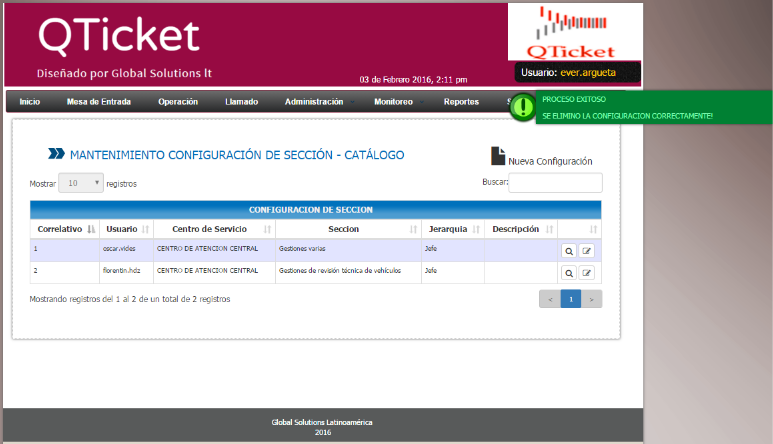 QTicket
QTicket
Diseñado por Global Solutions lt
03 de Febrero 2016, 2:11 pm
Usuario: ever.argueta
Inicio Mesa de Entrada Operación Llamado Administración Monitoreo Reportes S
PROCESO EXITOSO
SE ELIMINO LA CONFIGURACION CORRECTAMENTE!
MANTENIMIENTO CONFIGURACIÓN DE SECCIÓN - CATÁLOGO
Nueva Configuración
Mostrar 10 registros
Buscar:
CONFIGURACION DE SECCION
Correlativo Usuario Centro de Servicio Seccion Jerarquia Descripción
1 oscar.vides CENTRO DE ATENCION CENTRAL Gestiones varias Jefe
2 florentin.hdz CENTRO DE ATENCION CENTRAL Gestiones de revisión técnica de vehículos Jefe
Mostrando registros del 1 al 2 de un total de 2 registros
< 1 >
Global Solutions Latinoamérica
2016